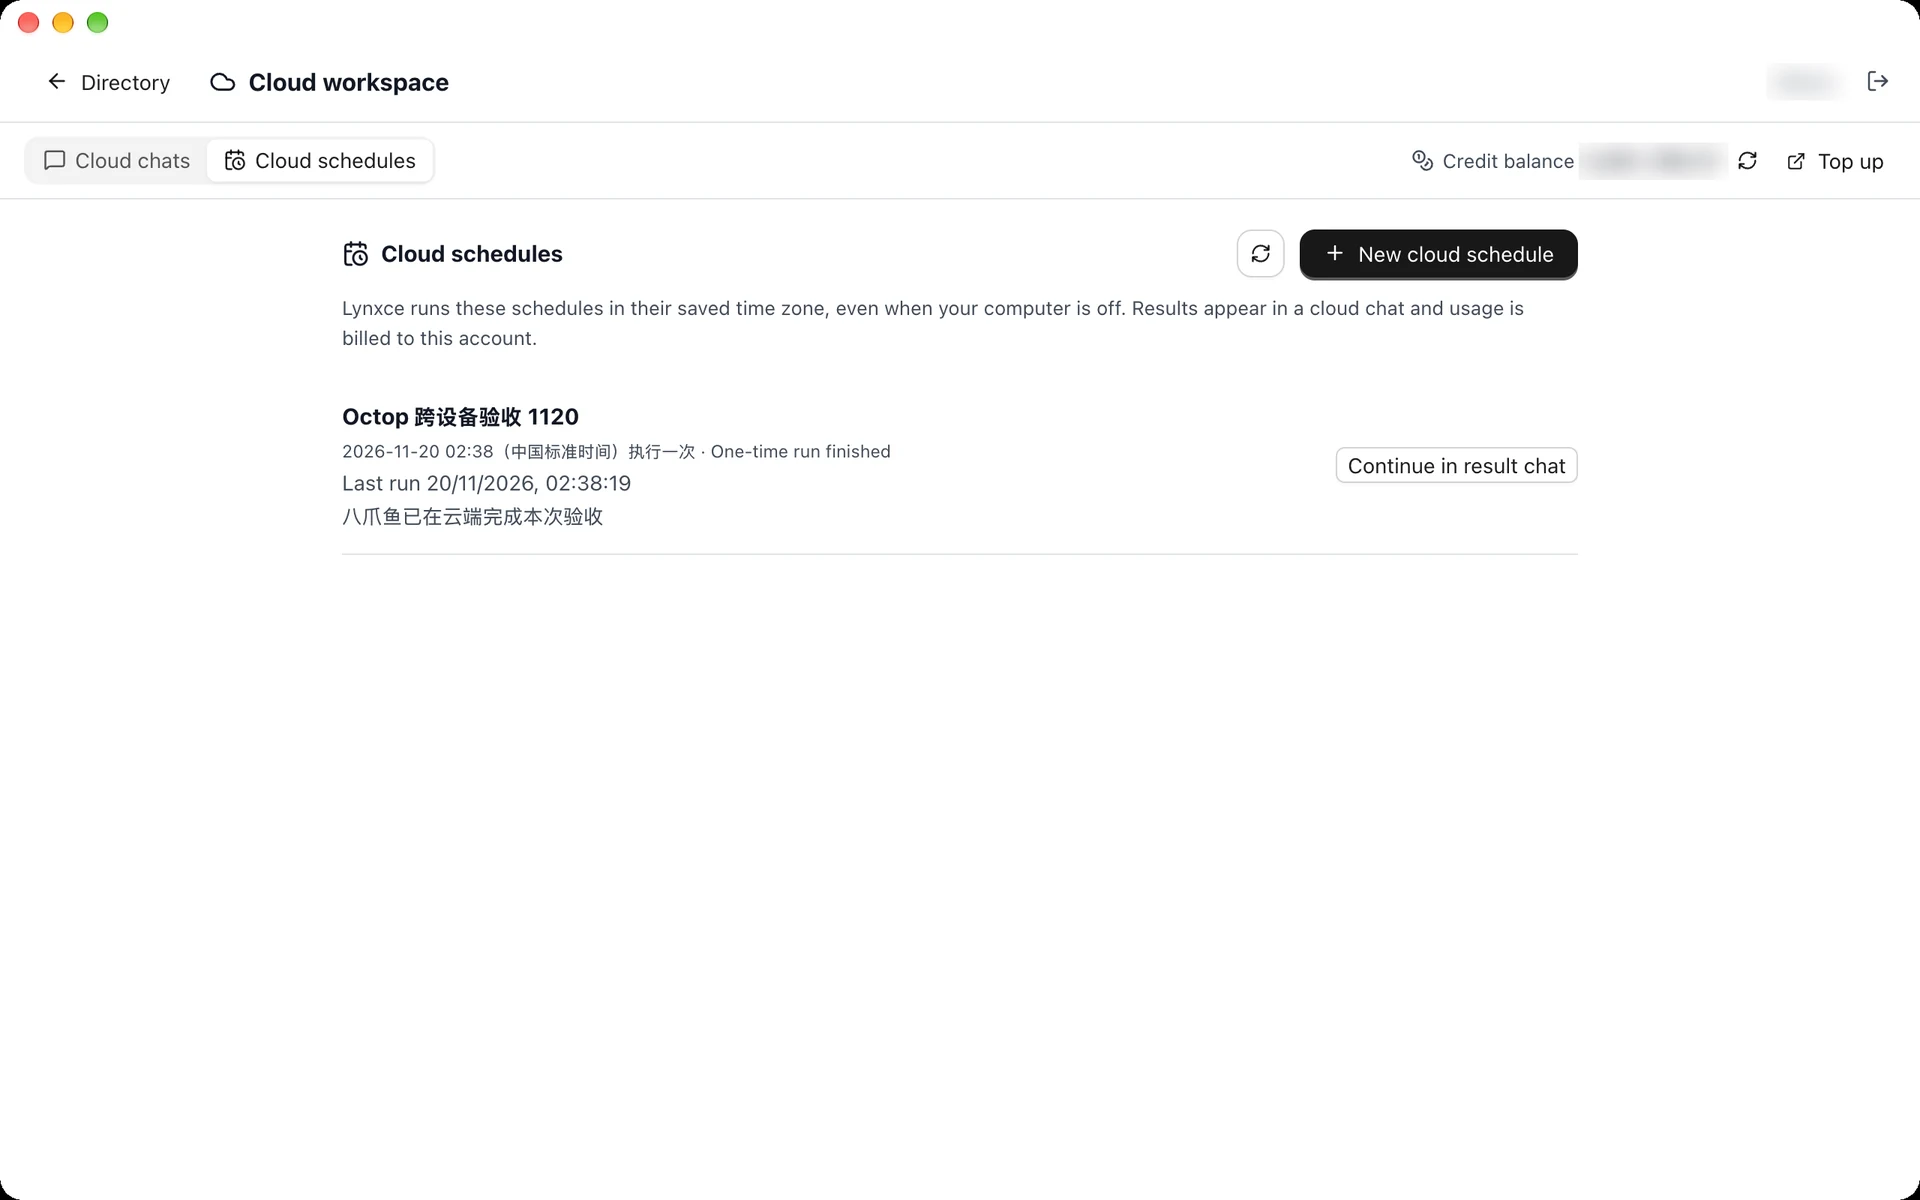 Directory
Cloud workspace
Cloud chats
Cloud schedules
Credit balance
Top up
Cloud schedules
New cloud schedule
Lynxce runs these schedules in their saved time zone, even when your computer is off. Results appear in a cloud chat and usage is
billed to this account.
Octop 跨设备验收 1120
2026-11-20 02:38（中国标准时间）执行一次 · One-time run finished
Last run 20/11/2026, 02:38:19
八爪鱼已在云端完成本次验收
Continue in result chat